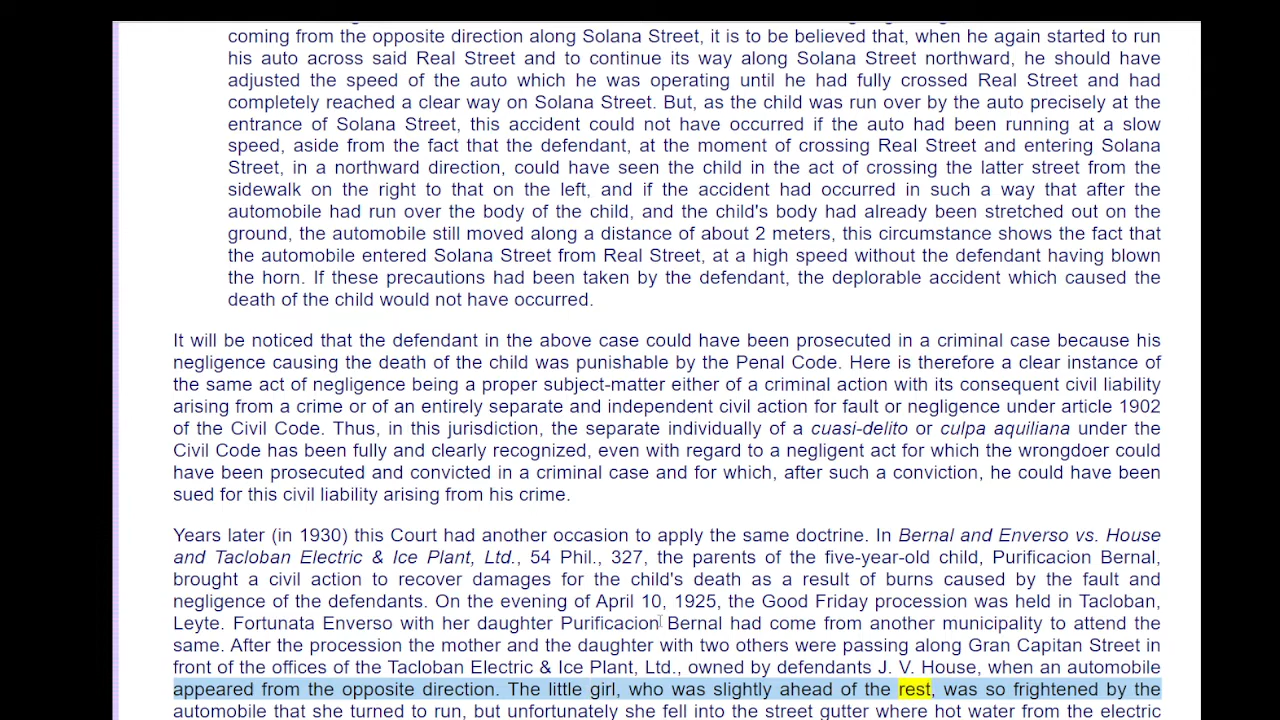 coming from the opposite direction along Solana Street, it is to be believed that, when he again started to run
his auto across said Real Street and to continue its way along Solana Street northward, he should have
adjusted the speed of the auto which he was operating until he had fully crossed Real Street and had
completely reached a clear way on Solana Street. But, as the child was run over by the auto precisely at the
entrance of Solana Street, this accident could not have occurred if the auto had been running at a slow
speed, aside from the fact that the defendant, at the moment of crossing Real Street and entering Solana
Street, in a northward direction, could have seen the child in the act of crossing the latter street from the
sidewalk on the right to that on the left, and if the accident had occurred in such a way that after the
automobile had run over the body of the child, and the child's body had already been stretched out on the
ground, the automobile still moved along a distance of about 2 meters, this circumstance shows the fact that
the automobile entered Solana Street from Real Street, at a high speed without the defendant having blown
the horn. If these precautions had been taken by the defendant, the deplorable accident which caused the
death of the child would not have occurred.
It will be noticed that the defendant in the above case could have been prosecuted in a criminal case because his
negligence causing the death of the child was punishable by the Penal Code. Here is therefore a clear instance of
the same act of negligence being a proper subject-matter either of a criminal action with its consequent civil liability
arising from a crime or of an entirely separate and independent civil action for fault or negligence under article 1902
of the Civil Code. Thus, in this jurisdiction, the separate individually of a cuasi-delito or culpa aquiliana under the
Civil Code has been fully and clearly recognized, even with regard to a negligent act for which the wrongdoer could
have been prosecuted and convicted in a criminal case and for which, after such a conviction, he could have been
sued for this civil liability arising from his crime.
Years later (in 1930) this Court had another occasion to apply the same doctrine. In Bernal and Enverso vs. House
and Tacloban Electric & Ice Plant, Ltd., 54 Phil., 327, the parents of the five-year-old child, Purificacion Bernal,
brought a civil action to recover damages for the child's death as a result of burns caused by the fault and
negligence of the defendants. On the evening of April 10, 1925, the Good Friday procession was held in Tacloban,
Leyte. Fortunata Enverso with her daughter Purificacion Bernal had come from another municipality to attend the
same. After the procession the mother and the daughter with two others were passing along Gran Capitan Street in
front of the offices of the Tacloban Electric & Ice Plant, Ltd., owned by defendants J. V. House, when an automobile
appeared from the opposite direction. The little girl, who was slightly ahead of the rest, was so frightened by the
automobile that she turned to run, but unfortunately she fell into the street gutter where hot water from the electric